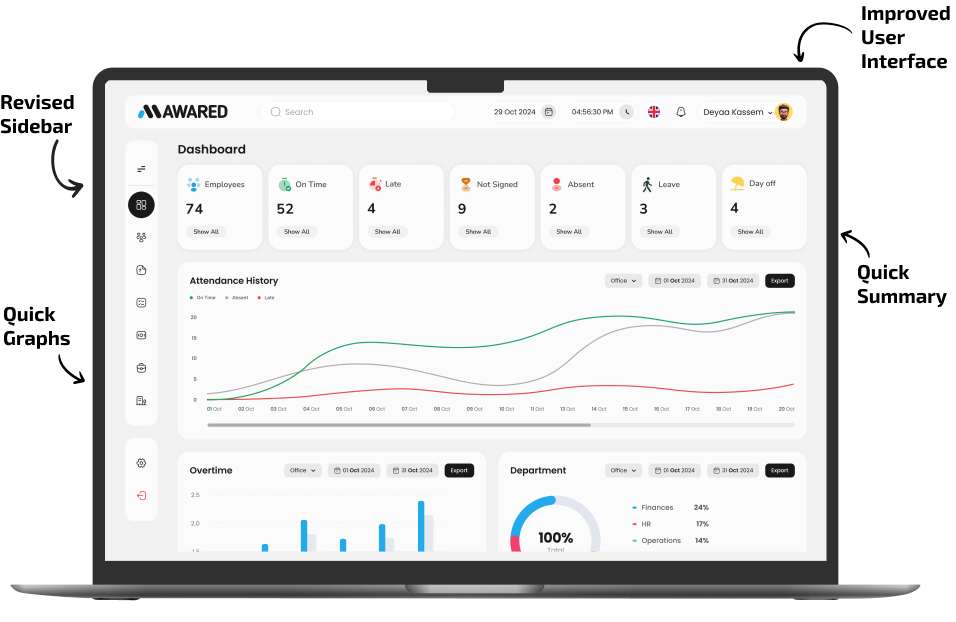 Improved
User
Interface
Revised
Sidebar
Quick
Graphs
Quick
Summary
AWARED
Search
29 Oct 2024
04:56:30 PM
Deyaa Kassem
Dashboard
Employees
74
Show All
On Time
52
Show All
Late
4
Show All
Not Signed
9
Show All
Absent
2
Show All
Leave
3
Show All
Day off
4
Show All
Attendance History
Office
01 Oct 2024
31 Oct 2024
Export
On Time Absent Late
20
15
10
5
0
01 Oct 02 Oct 03 Oct 04 Oct 05 Oct 06 Oct 07 Oct 08 Oct 09 Oct 10 Oct 11 Oct 13 Oct 14 Oct 15 Oct 16 Oct 17 Oct 18 Oct 19 Oct 20 Oct
Overtime
Office
01 Oct 2024
31 Oct 2024
Export
2.5
2.0
1.5
Department
Office
01 Oct 2024
31 Oct 2024
Export
100%
Total
Finances 24%
HR 17%
Operations 14%